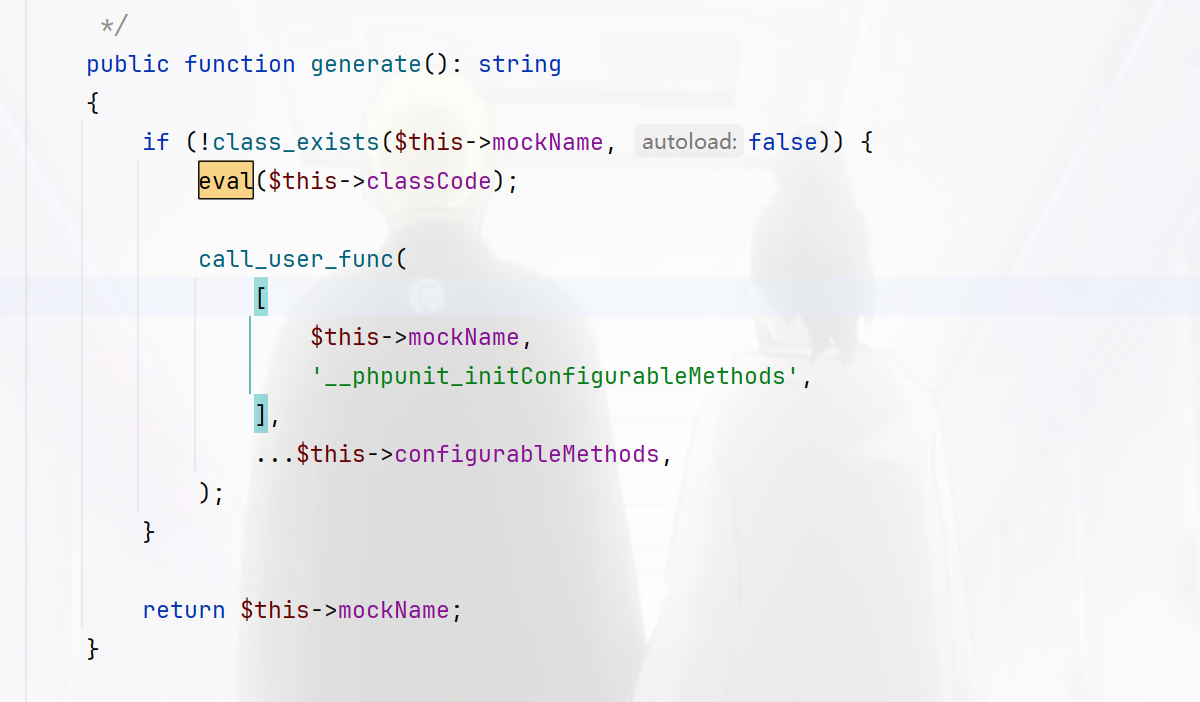 */
public function generate(): string
{
if (!class_exists($this->mockName, autoload: false)) {
eval($this->classCode);
call_user_func(
[
$this->mockName,
'__phpunit_initConfigurableMethods',
],
...$this->configurableMethods,
);
}
return $this->mockName;
}